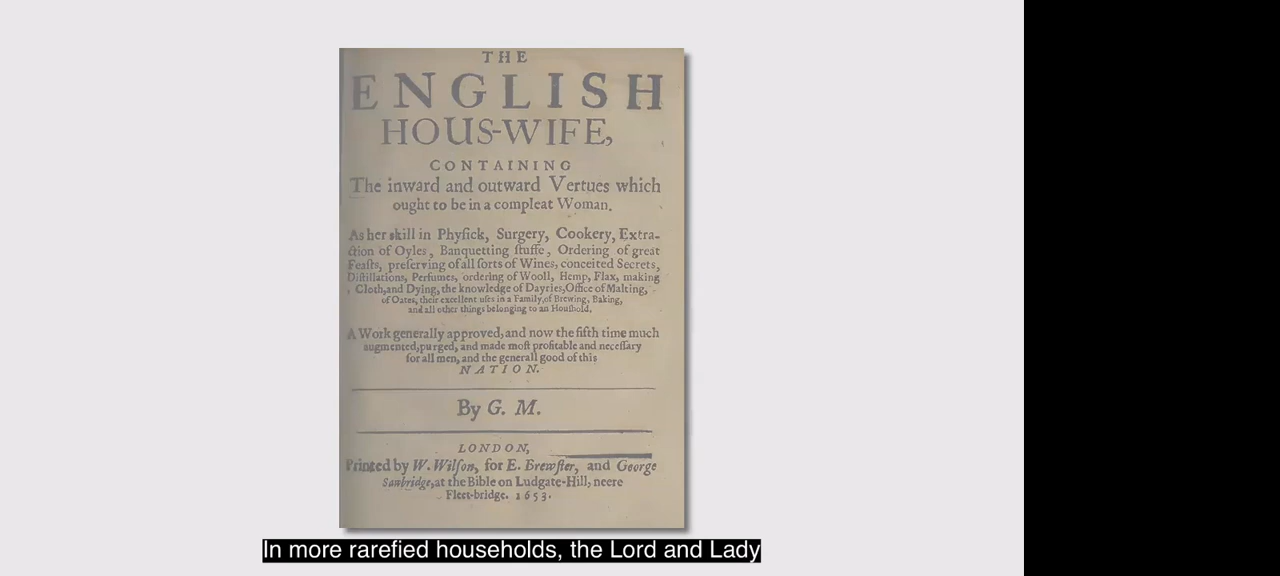 THE
ENGLISH
HOUS-WIFE,
CONTAINING
The inward and outward Vertues which
ought to be in a compleat Woman.
As her skill in Phyſick, Surgery, Cookery, Extra-
ction of Oyles, Banquetting ſtuffe, Ordering of great
Feaſts, preſerving of all ſorts of Wines, conceited Secrets,
Diſtillations, Perfumes, ordering of Wooll, Hemp, Flax, making
Cloth, and Dying, the knowledge of Dayries, Office of Malting,
of Oates, their excellent uſes in a Family, of Brewing, Baking,
and all other things belonging to an Houſhold.
A Work generally approved, and now the fifth time much
augmented, purged, and made moſt profitable and neceſſary
for all men, and the generall good of this
NATION.
By G. M.
LONDON,
Printed by W. Wilſon, for E. Brewſter, and George
Sawbridge, at the Bible on Ludgate-Hill, neere
Fleet-bridge. 1653.
In more rarefied households, the Lord and Lady